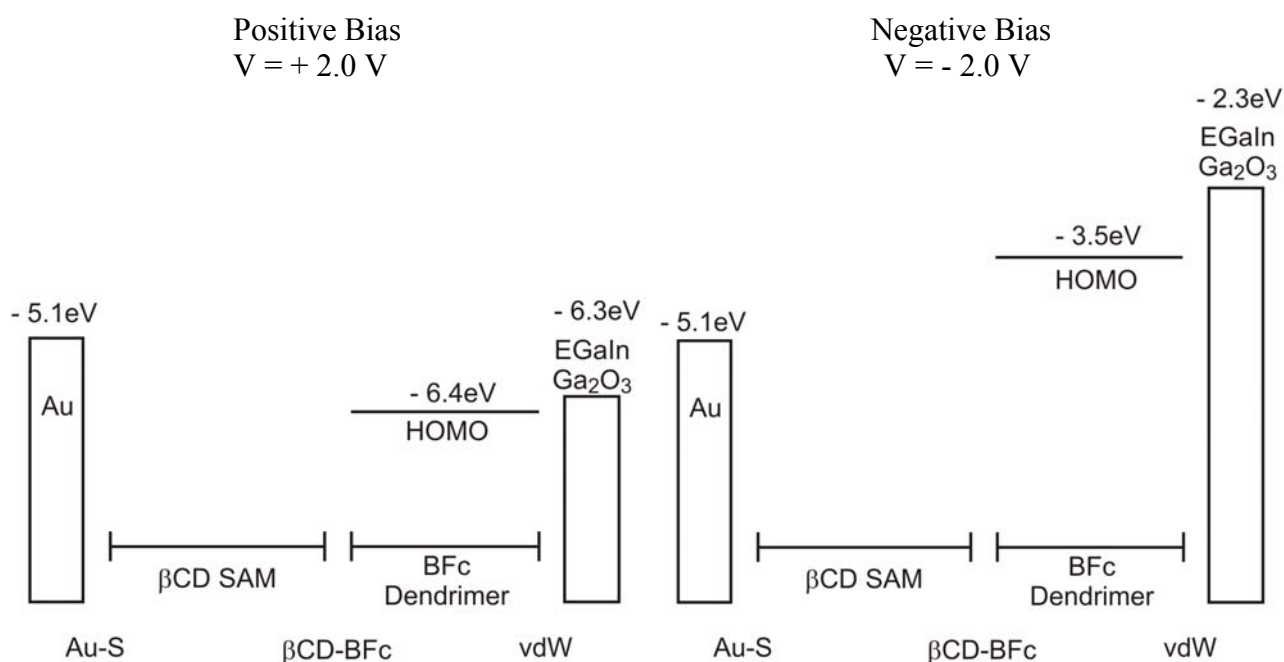 Positive Bias
V = + 2.0 V
- 5.1eV
Au
- 6.4eV
HOMO
- 6.3eV
EGaIn
Ga₂O₃
βCD SAM
BFc
Dendrimer
Au-S
βCD-BFc
vdW
Negative Bias
V = - 2.0 V
- 5.1eV
Au
- 3.5eV
HOMO
- 2.3eV
EGaIn
Ga₂O₃
βCD SAM
BFc
Dendrimer
Au-S
βCD-BFc
vdW